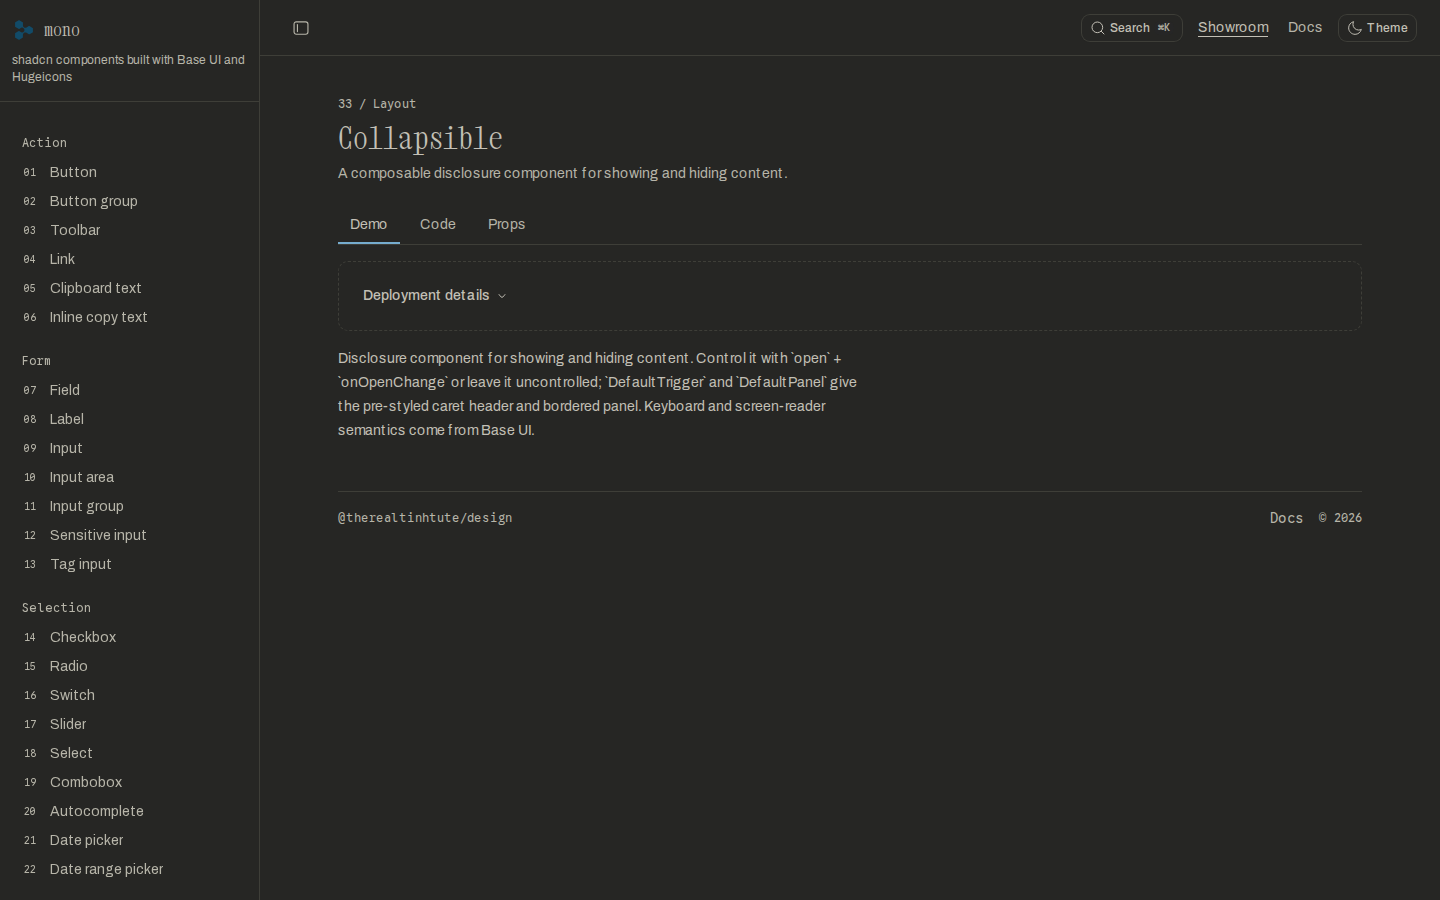 mono
shadcn components built with Base UI and
Hugeicons
Action
01 Button
02 Button group
03 Toolbar
04 Link
05 Clipboard text
06 Inline copy text
Form
07 Field
08 Label
09 Input
10 Input area
11 Input group
12 Sensitive input
13 Tag input
Selection
14 Checkbox
15 Radio
16 Switch
17 Slider
18 Select
19 Combobox
20 Autocomplete
21 Date picker
22 Date range picker
Search ⌘K Showroom Docs Theme
33 / Layout
Collapsible
A composable disclosure component for showing and hiding content.
Demo Code Props
Deployment details
Disclosure component for showing and hiding content. Control it with `open` +
`onOpenChange` or leave it uncontrolled; `DefaultTrigger` and `DefaultPanel` give
the pre-styled caret header and bordered panel. Keyboard and screen-reader
semantics come from Base UI.
@therealtinhtute/design Docs © 2026